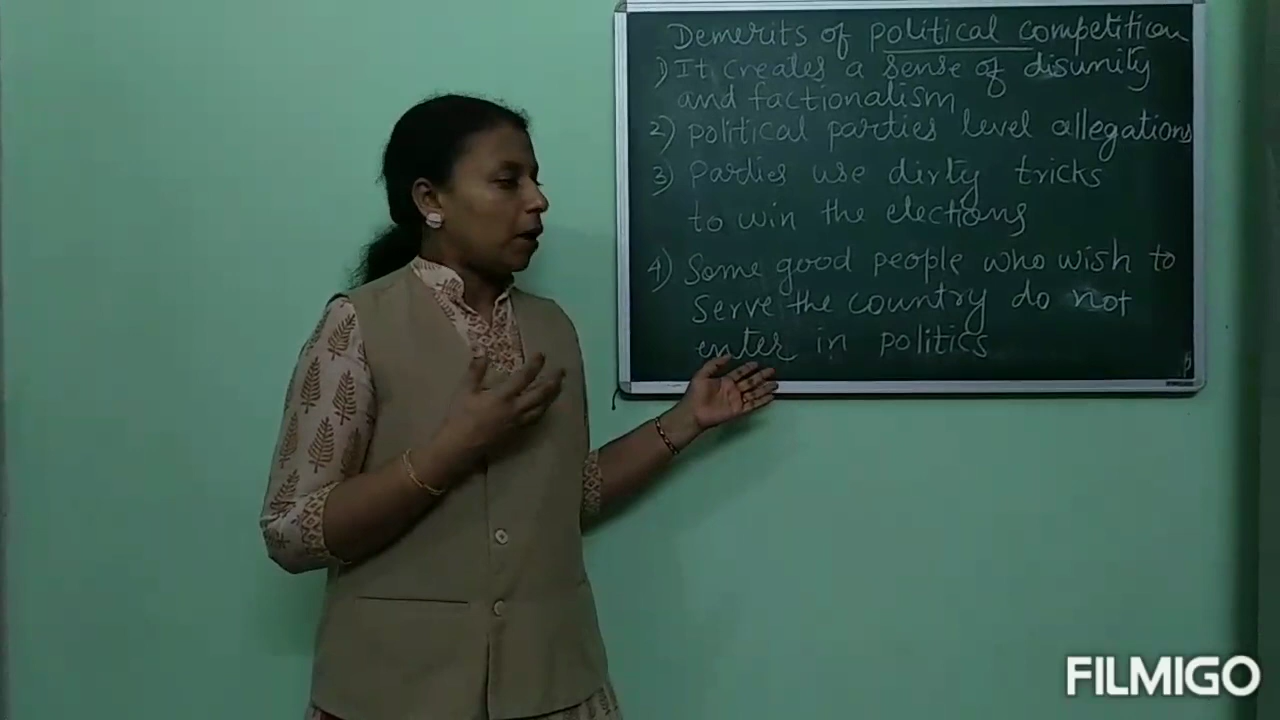 Demerits of political competition
1) It creates a sense of disunity
and factionalism
2) political parties level allegations
3) Parties use dirty tricks
to win the elections
4) Some good people who wish to
serve the country do not
enter in politics
FILMIGO